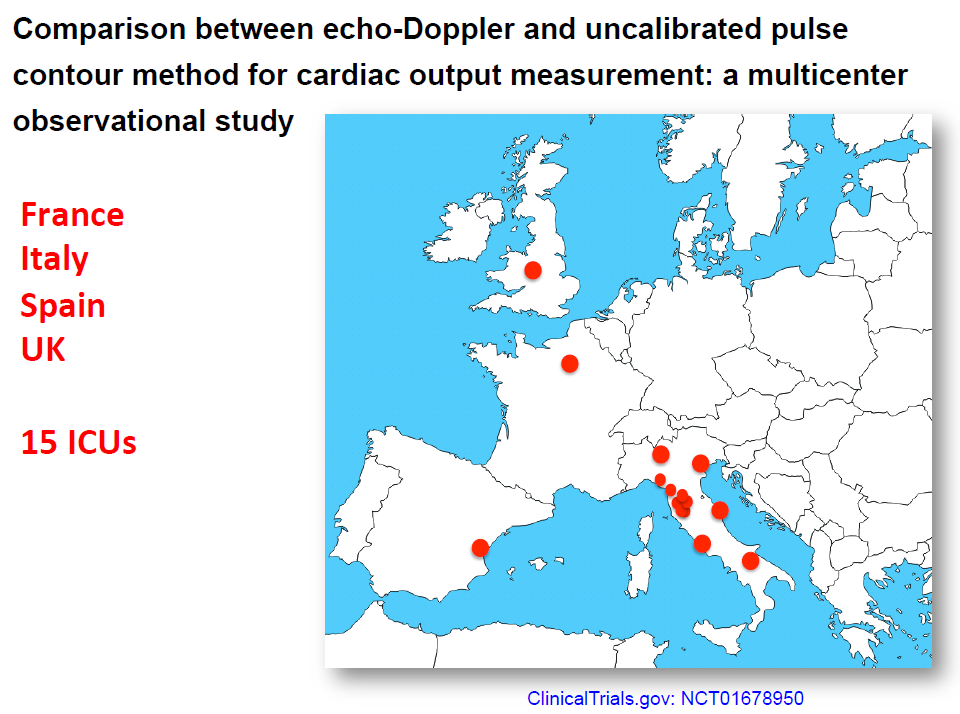 Comparison between echo-Doppler and uncalibrated pulse
contour method for cardiac output measurement: a multicenter
observational study
France
Italy
Spain
UK
15 ICUs
ClinicalTrials.gov: NCT01678950